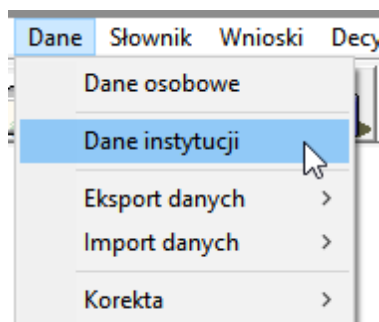 Dane Słownik Wnioski Decy
Dane osobowe
Dane instytucji
Eksport danych
Import danych
Korekta